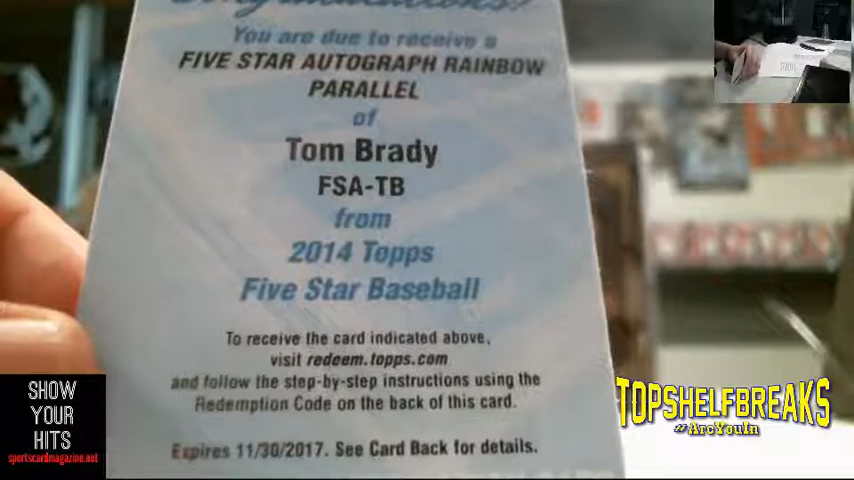 Congratulations!
You are due to receive a
FIVE STAR AUTOGRAPH RAINBOW
PARALLEL
of
Tom Brady
FSA-TB
from
2014 Topps
Five Star Baseball
To receive the card indicated above,
visit redeem.topps.com
and follow the step-by-step instructions using the
Redemption Code on the back of this card.
Expires 11/30/2017. See Card Back for details.
SHOW
YOUR
HITS
sportscardmagazine.net
TOPSHELFBREAKS
#ArcYouIn